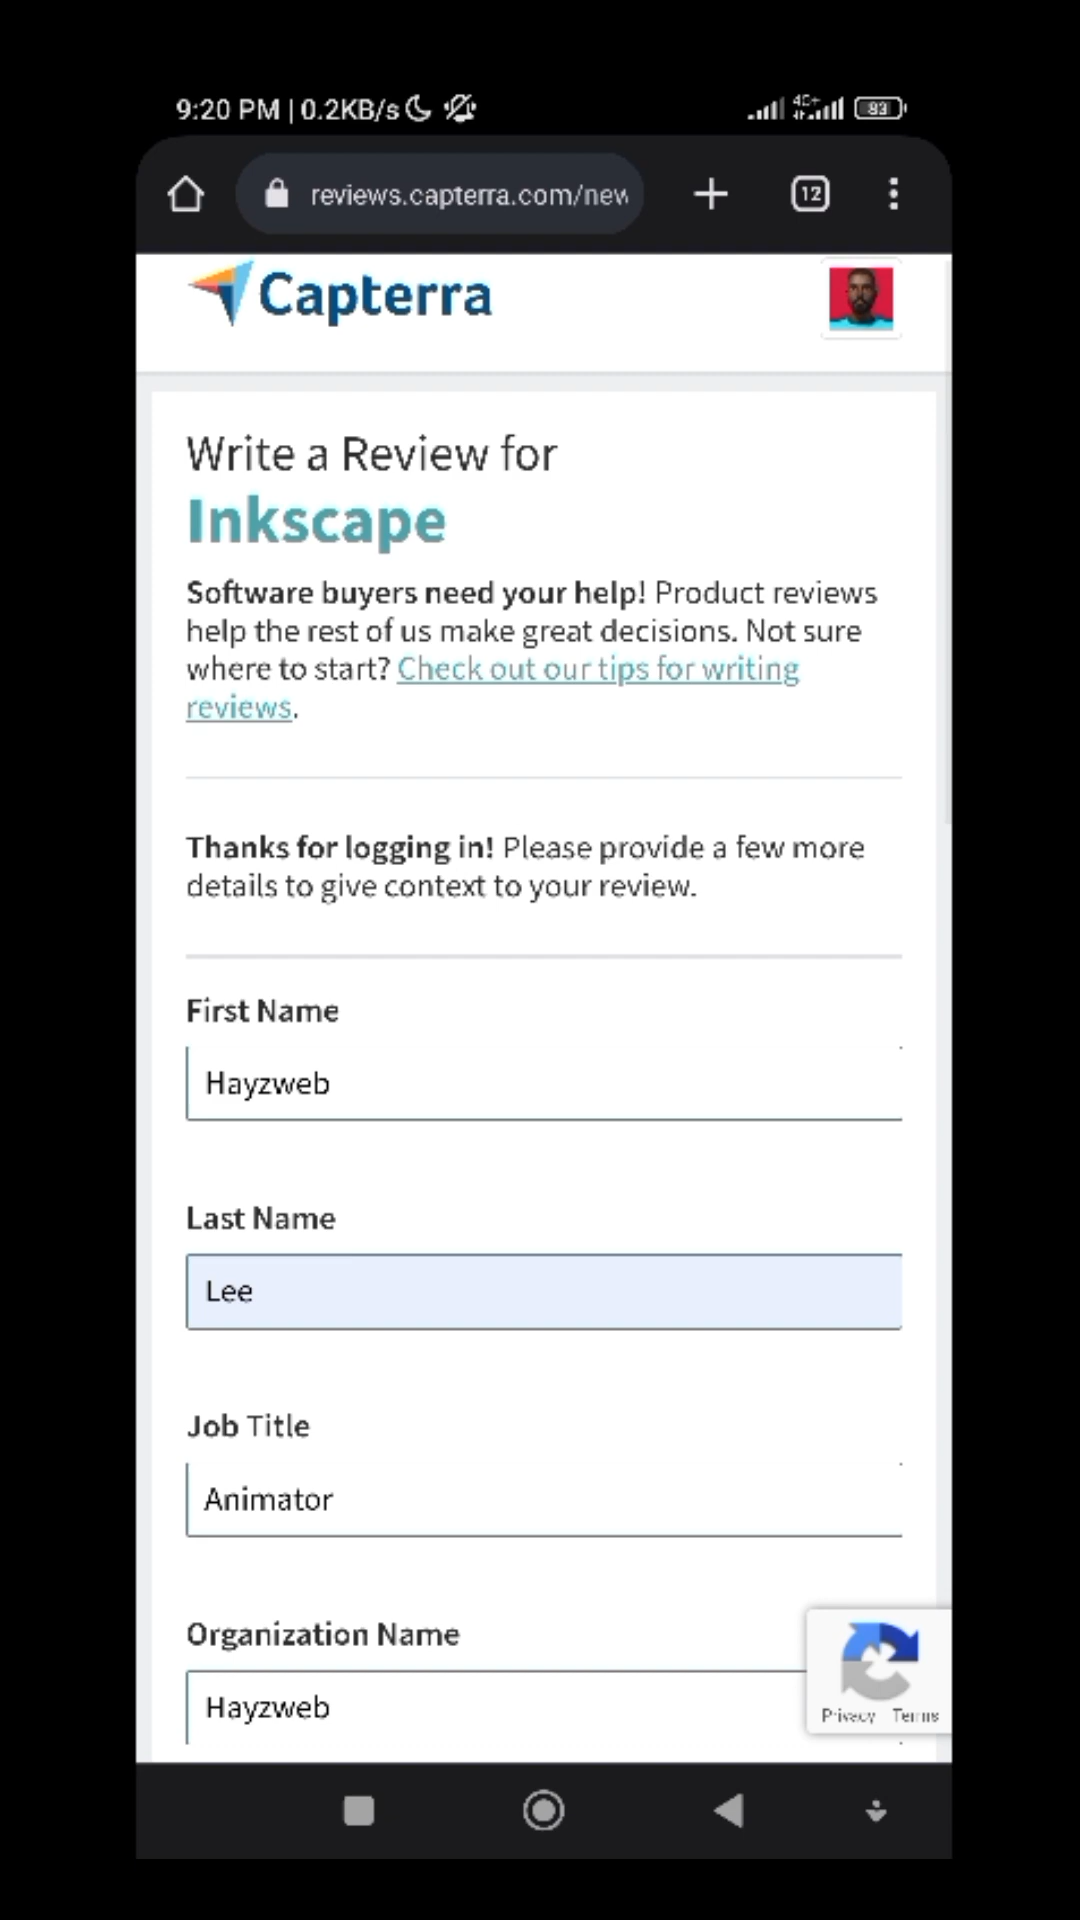 9:20 PM | 0.2KB/s
4G+
83
reviews.capterra.com/new
12
Capterra
Write a Review for
Inkscape
Software buyers need your help! Product reviews
help the rest of us make great decisions. Not sure
where to start? Check out our tips for writing
reviews.
Thanks for logging in! Please provide a few more
details to give context to your review.
First Name
Hayzweb
Last Name
Lee
Job Title
Animator
Organization Name
Hayzweb
Privacy Terms